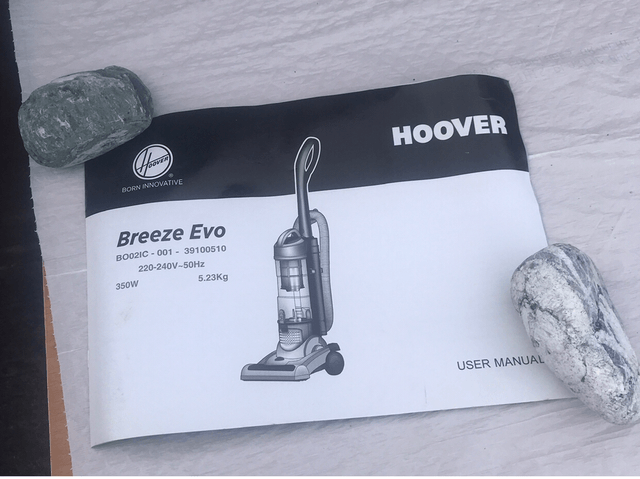 HOOVER
HOOVER
BORN INNOVATIVE
Breeze Evo
BO02IC - 001 - 39100510
220-240V~50Hz
350W 5.23Kg
USER MANUAL